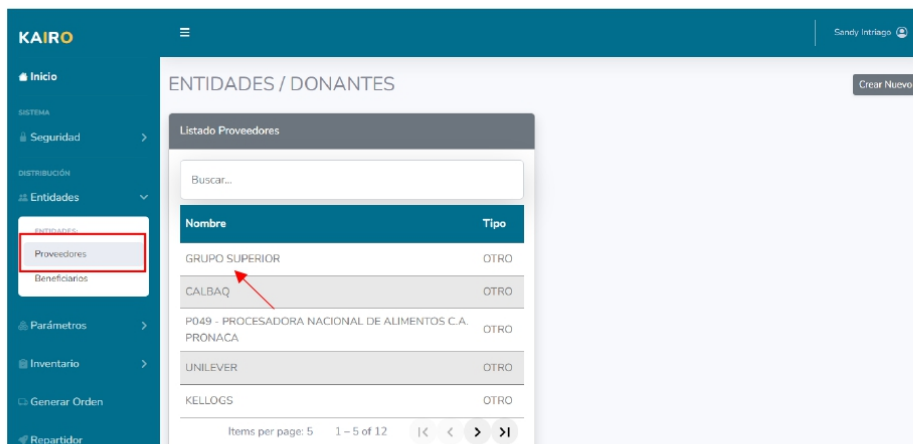 KAIRO
Sandy Intriago
Inicio
ENTIDADES / DONANTES
Crear Nuevo
SISTEMA
Seguridad
Listado Proveedores
DISTRIBUCIÓN
Entidades
Buscar...
ENTIDADES:
Proveedores
Beneficiarios
Nombre Tipo
GRUPO SUPERIOR OTRO
CALBAQ OTRO
P049 - PROCESADORA NACIONAL DE ALIMENTOS C.A.
PRONACA OTRO
UNILEVER OTRO
KELLOGS OTRO
Parámetros
Inventario
Generar Orden
Repartidor
Items per page: 5 1 – 5 of 12